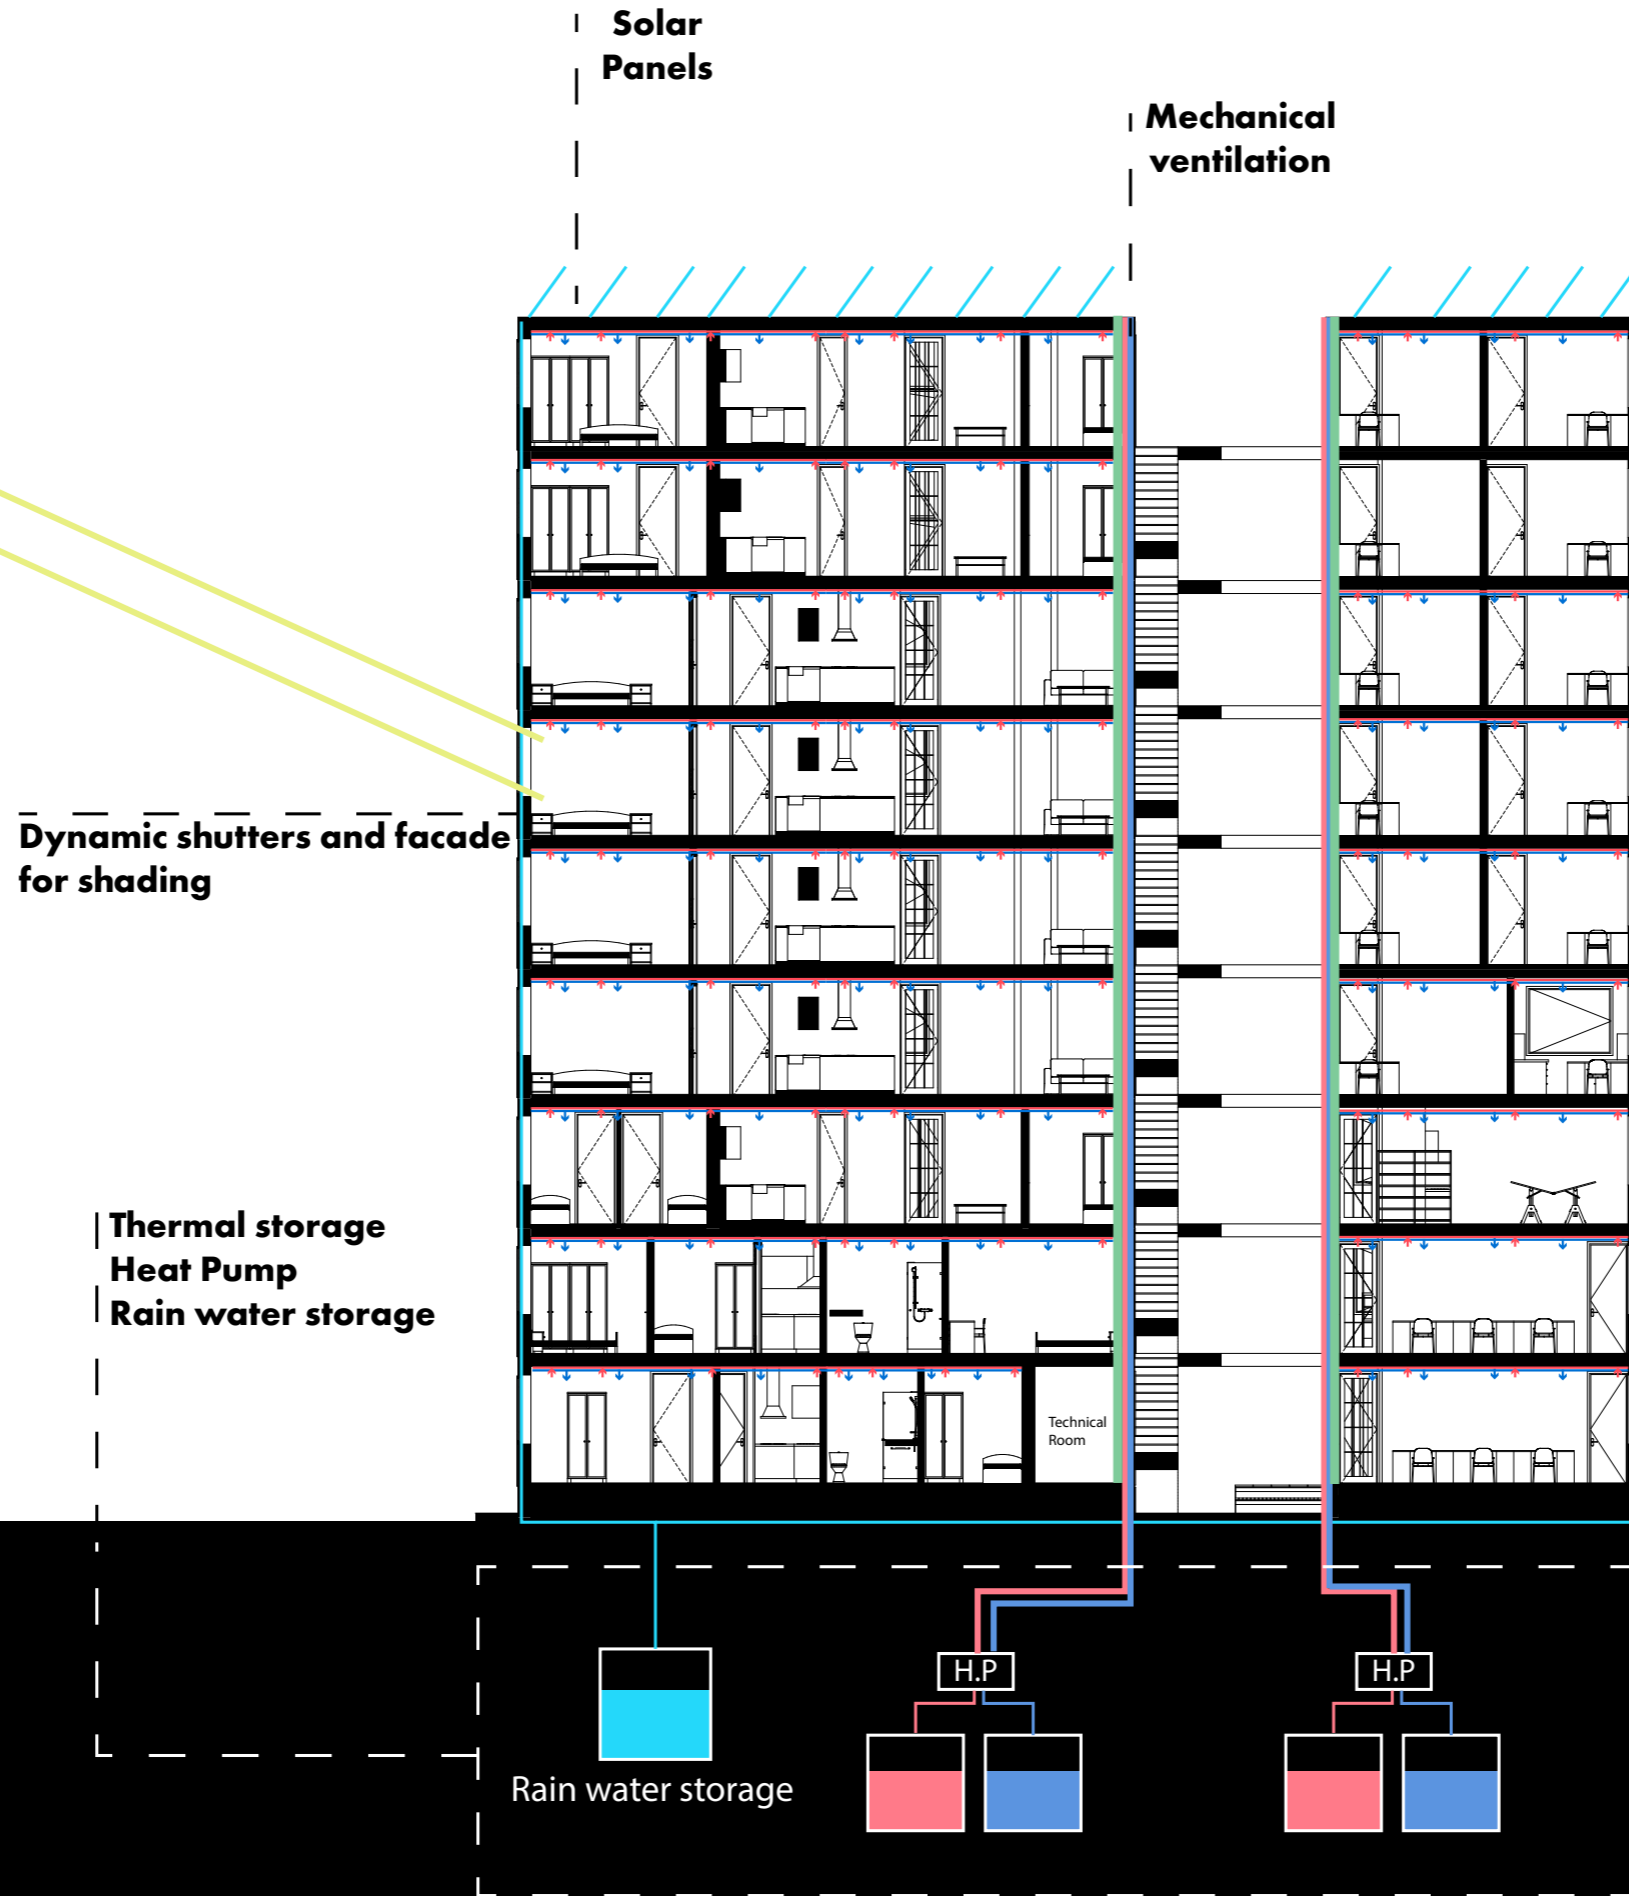 Solar
Panels
Mechanical
ventilation
Dynamic shutters and facade
for shading
Thermal storage
Heat Pump
Rain water storage
Technical
Room
H.P
H.P
Rain water storage